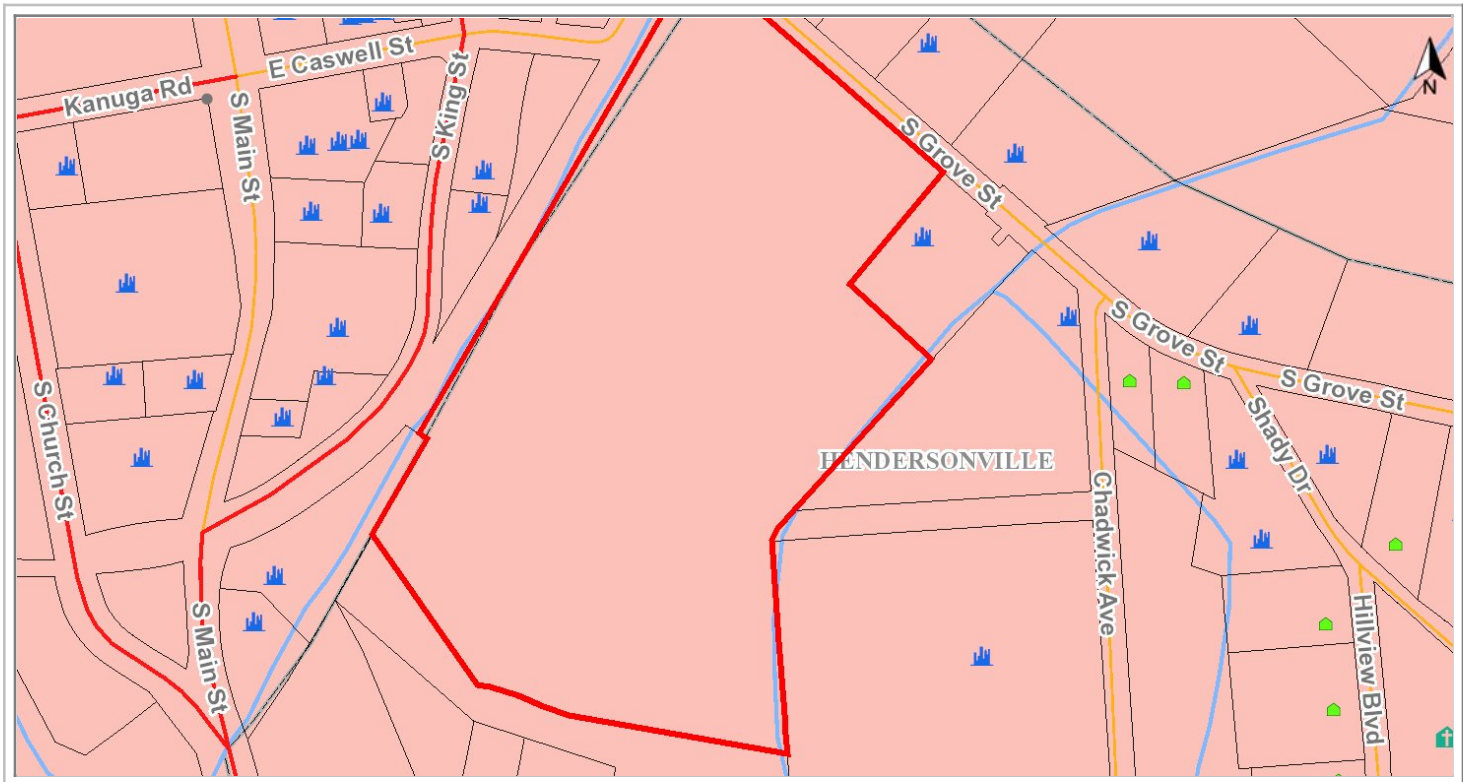 E Caswell St
Kanuga Rd
S Main St
S King St
S Grove St
N
S Grove St
S Grove St
S Church St
Shady Dr
HENDERSONVILLE
Chadwick Ave
S Main St
Hillview Blvd